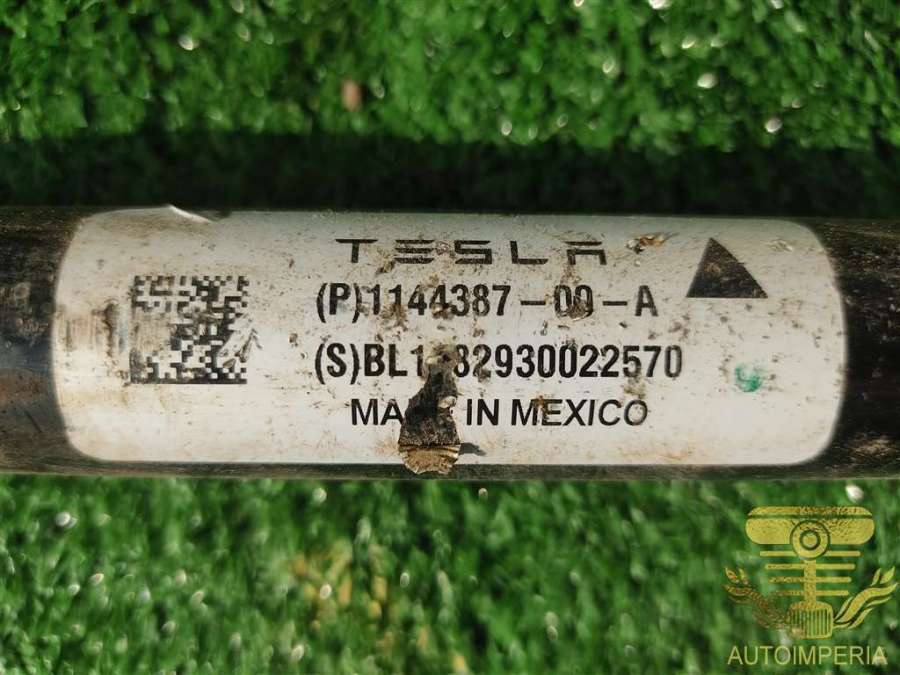 TESLA
(P)1144387-00-A
IN MEXICO
AUTOIMPERIA